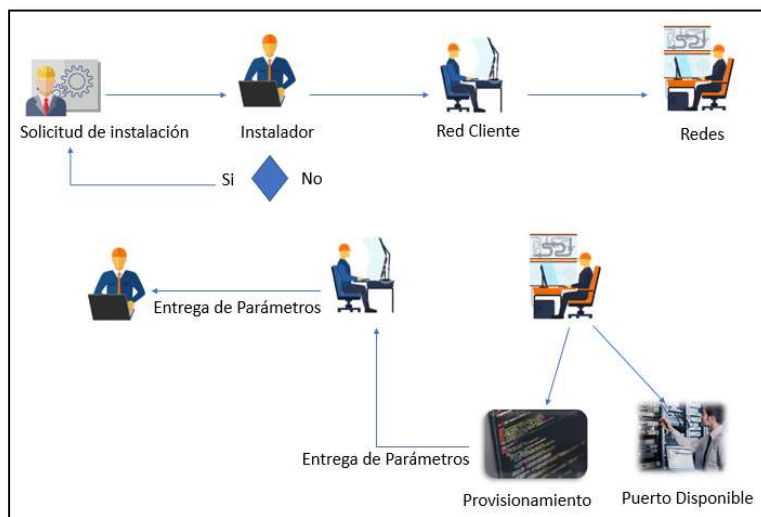 Solicitud de instalación
Instalador
Red Cliente
Redes
Si
No
Entrega de Parámetros
Entrega de Parámetros
Provisionamiento
Puerto Disponible